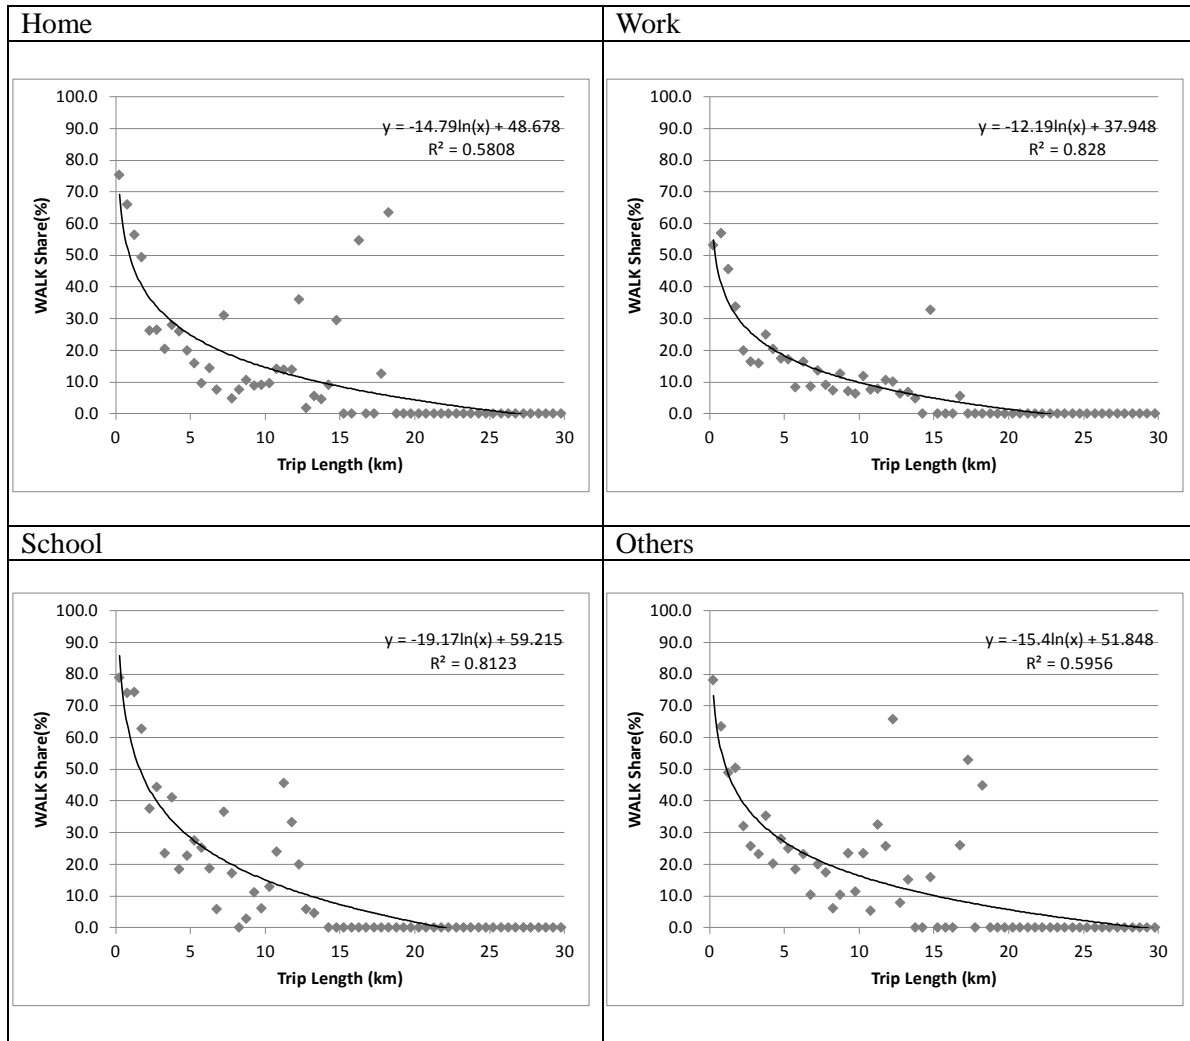 Home
Work
100.0
90.0
80.0
70.0
60.0
50.0
40.0
30.0
20.0
10.0
0.0
WALK Share(%)
y = -14.79ln(x) + 48.678
R² = 0.5808
0 5 10 15 20 25 30
Trip Length (km)
100.0
90.0
80.0
70.0
60.0
50.0
40.0
30.0
20.0
10.0
0.0
WALK Share(%)
y = -12.19ln(x) + 37.948
R² = 0.828
0 5 10 15 20 25 30
Trip Length (km)
School
Others
100.0
90.0
80.0
70.0
60.0
50.0
40.0
30.0
20.0
10.0
0.0
WALK Share(%)
y = -19.17ln(x) + 59.215
R² = 0.8123
0 5 10 15 20 25 30
Trip Length (km)
100.0
90.0
80.0
70.0
60.0
50.0
40.0
30.0
20.0
10.0
0.0
WALK Share(%)
y = -15.4ln(x) + 51.848
R² = 0.5956
0 5 10 15 20 25 30
Trip Length (km)